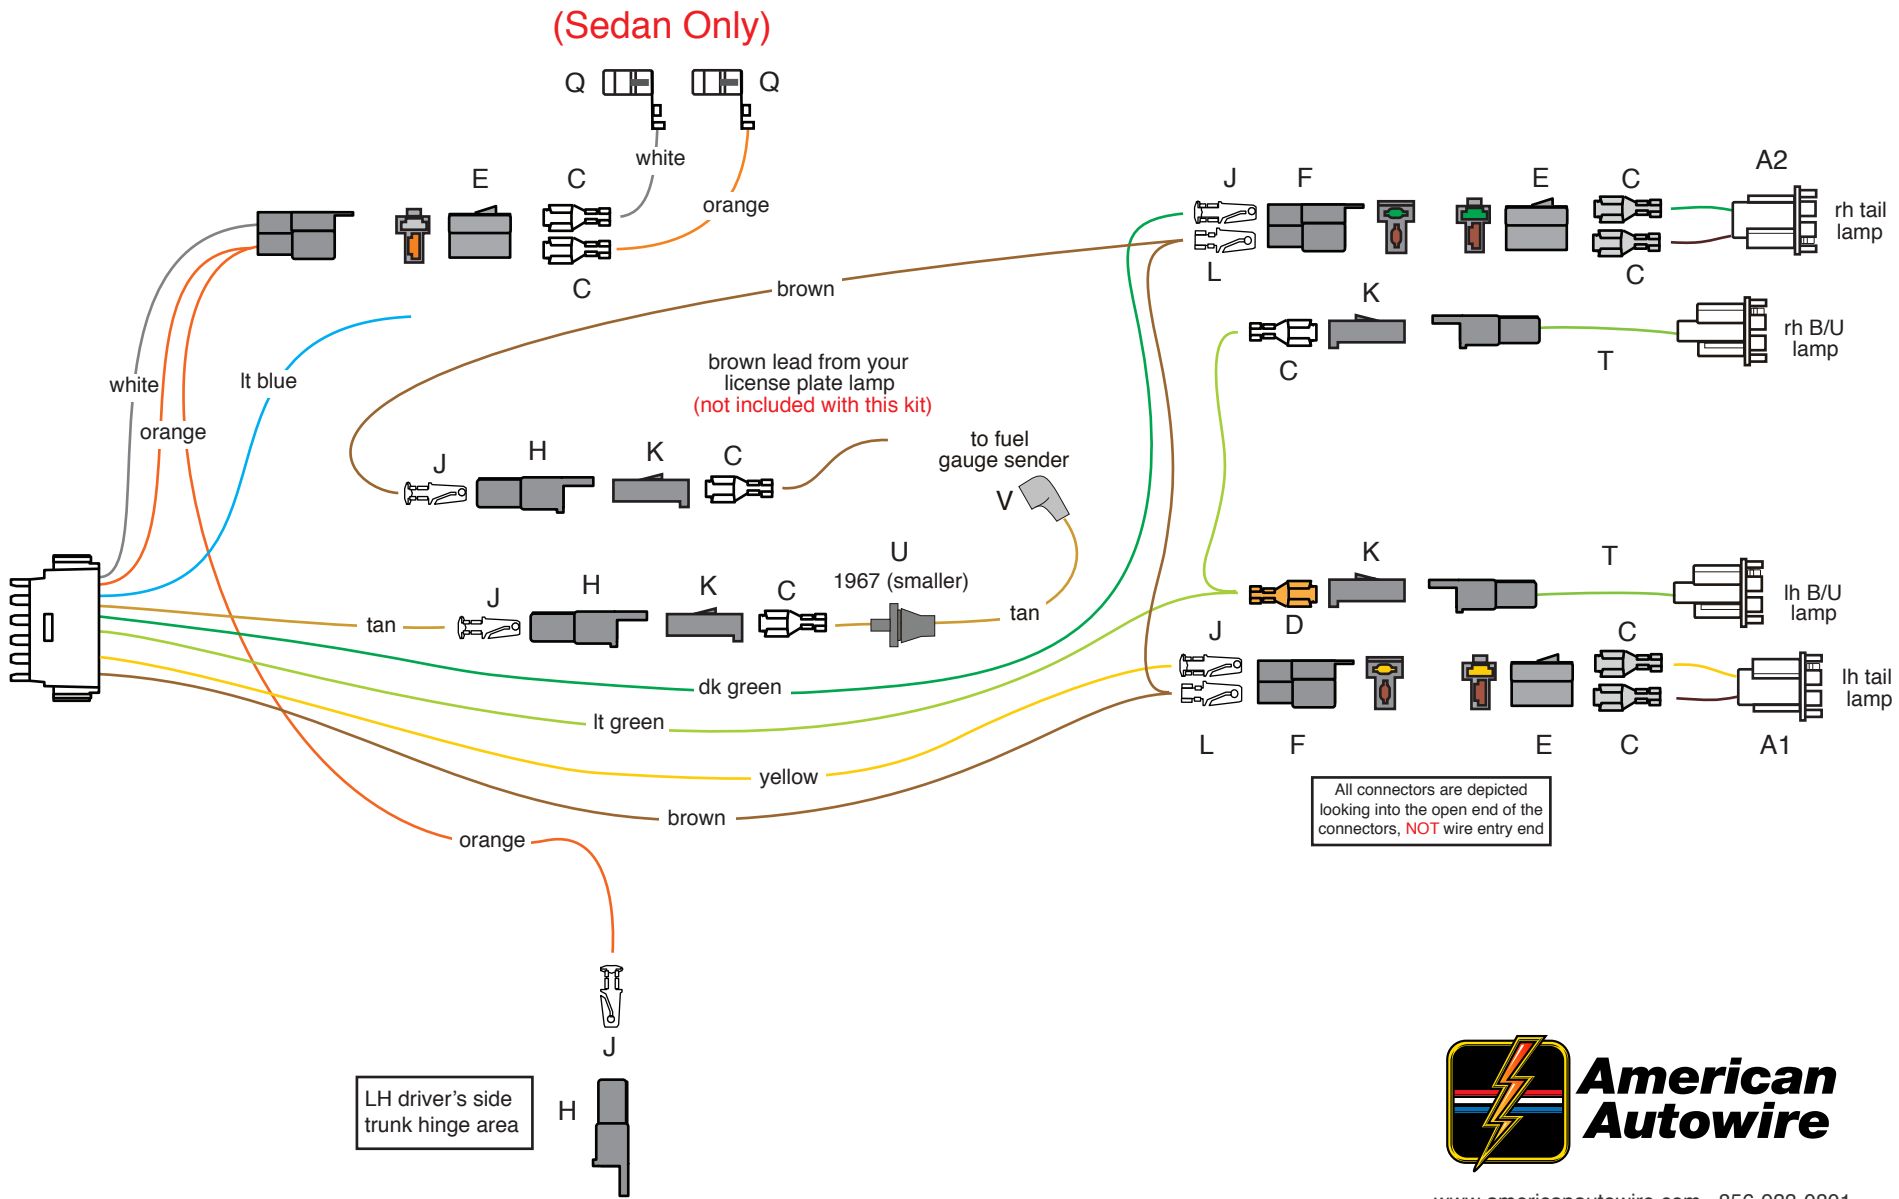 (Sedan Only)
Q
Q
white
E
C
orange
C
J
F
E
C
A2
rh tail
lamp
L
C
brown
K
rh B/U
lamp
C
T
white
lt blue
orange
brown lead from your
license plate lamp
(not included with this kit)
J
H
K
C
to fuel
gauge sender
V
U
1967 (smaller)
J
H
K
C
tan
tan
K
T
lh B/U
lamp
D
J
C
lh tail
lamp
dk green
lt green
yellow
brown
L
F
E
C
A1
All connectors are depicted
looking into the open end of the
connectors, NOT wire entry end
orange
J
LH driver's side
trunk hinge area
H
American
Autowire